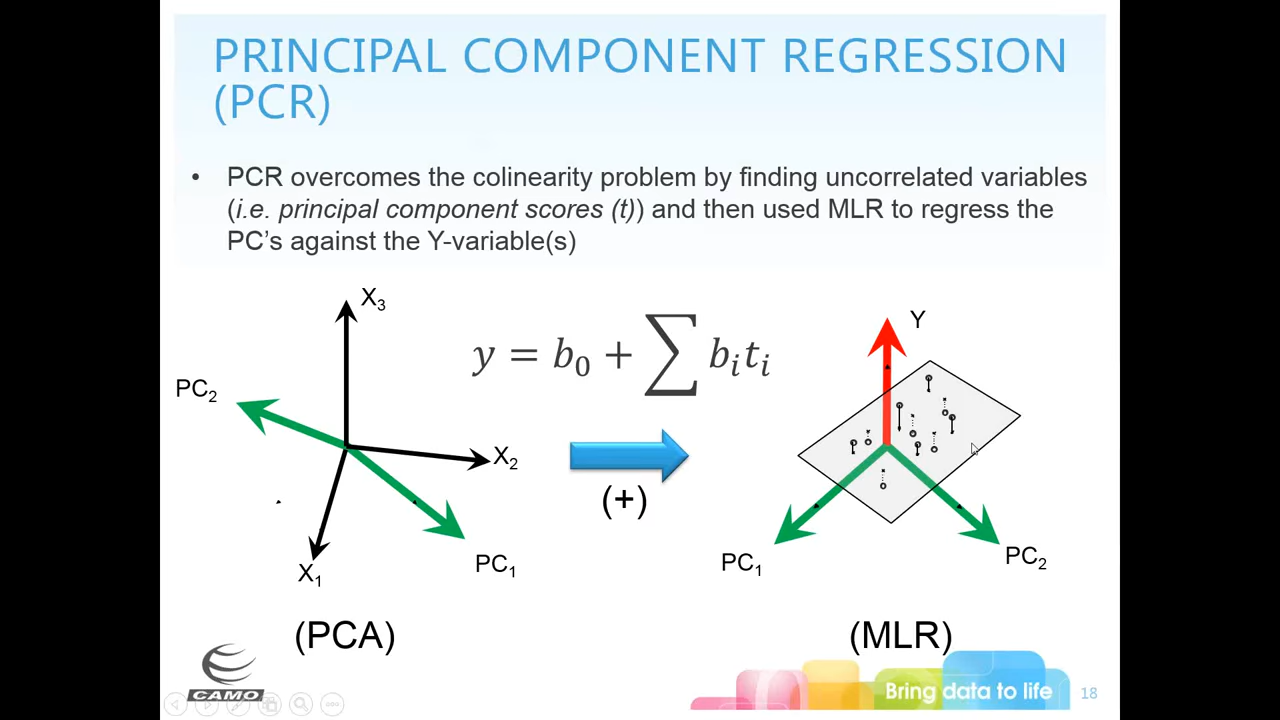 PRINCIPAL COMPONENT REGRESSION
(PCR)
• PCR overcomes the colinearity problem by finding uncorrelated variables
(i.e. principal component scores (t)) and then used MLR to regress the
PC's against the Y-variable(s)
X₃
PC₂
X₂
X₁
PC₁
(PCA)
y = b₀ + ∑ bᵢtᵢ
(+)
Y
PC₁
PC₂
(MLR)
CAMO
Bring data to life
18